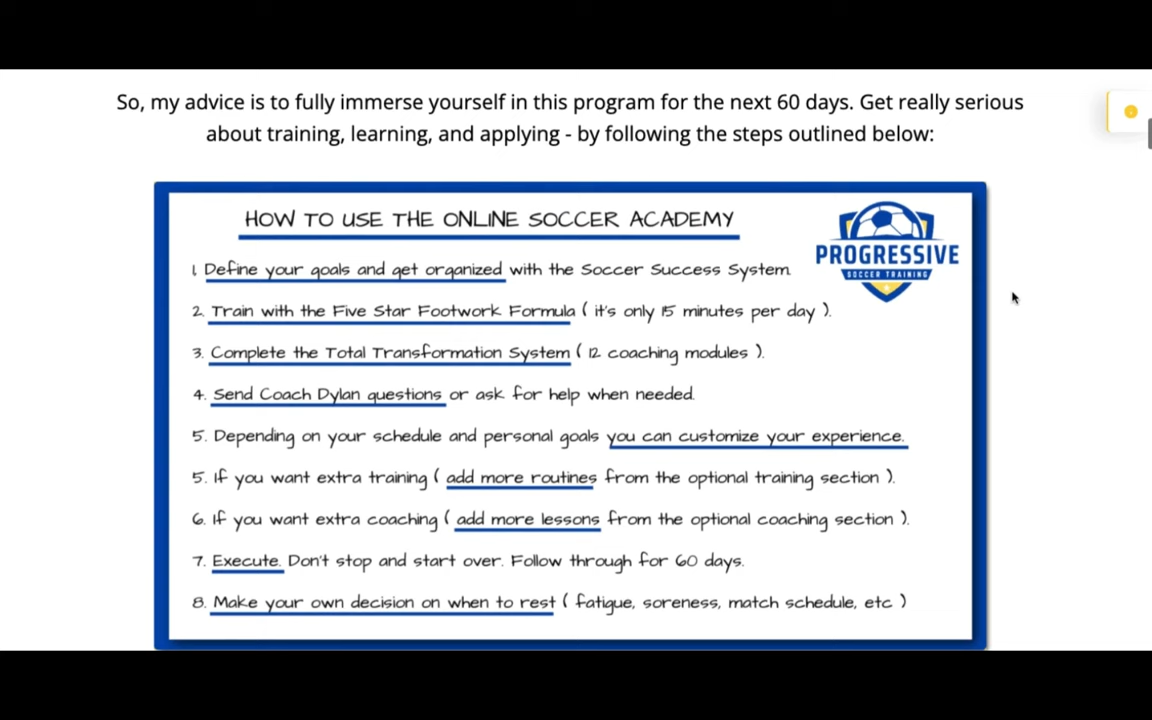 So, my advice is to fully immerse yourself in this program for the next 60 days. Get really serious
about training, learning, and applying - by following the steps outlined below:
HOW TO USE THE ONLINE SOCCER ACADEMY
PROGRESSIVE
SOCCER TRAINING
1. Define your goals and get organized with the Soccer Success System.
2. Train with the Five Star Footwork Formula ( it's only 15 minutes per day ).
3. Complete the Total Transformation System ( 12 coaching modules ).
4. Send Coach Dylan questions or ask for help when needed.
5. Depending on your schedule and personal goals you can customize your experience.
5. If you want extra training ( add more routines from the optional training section ).
6. If you want extra coaching ( add more lessons from the optional coaching section ).
7. Execute. Don't stop and start over. Follow through for 60 days.
8. Make your own decision on when to rest ( fatigue, soreness, match schedule, etc )